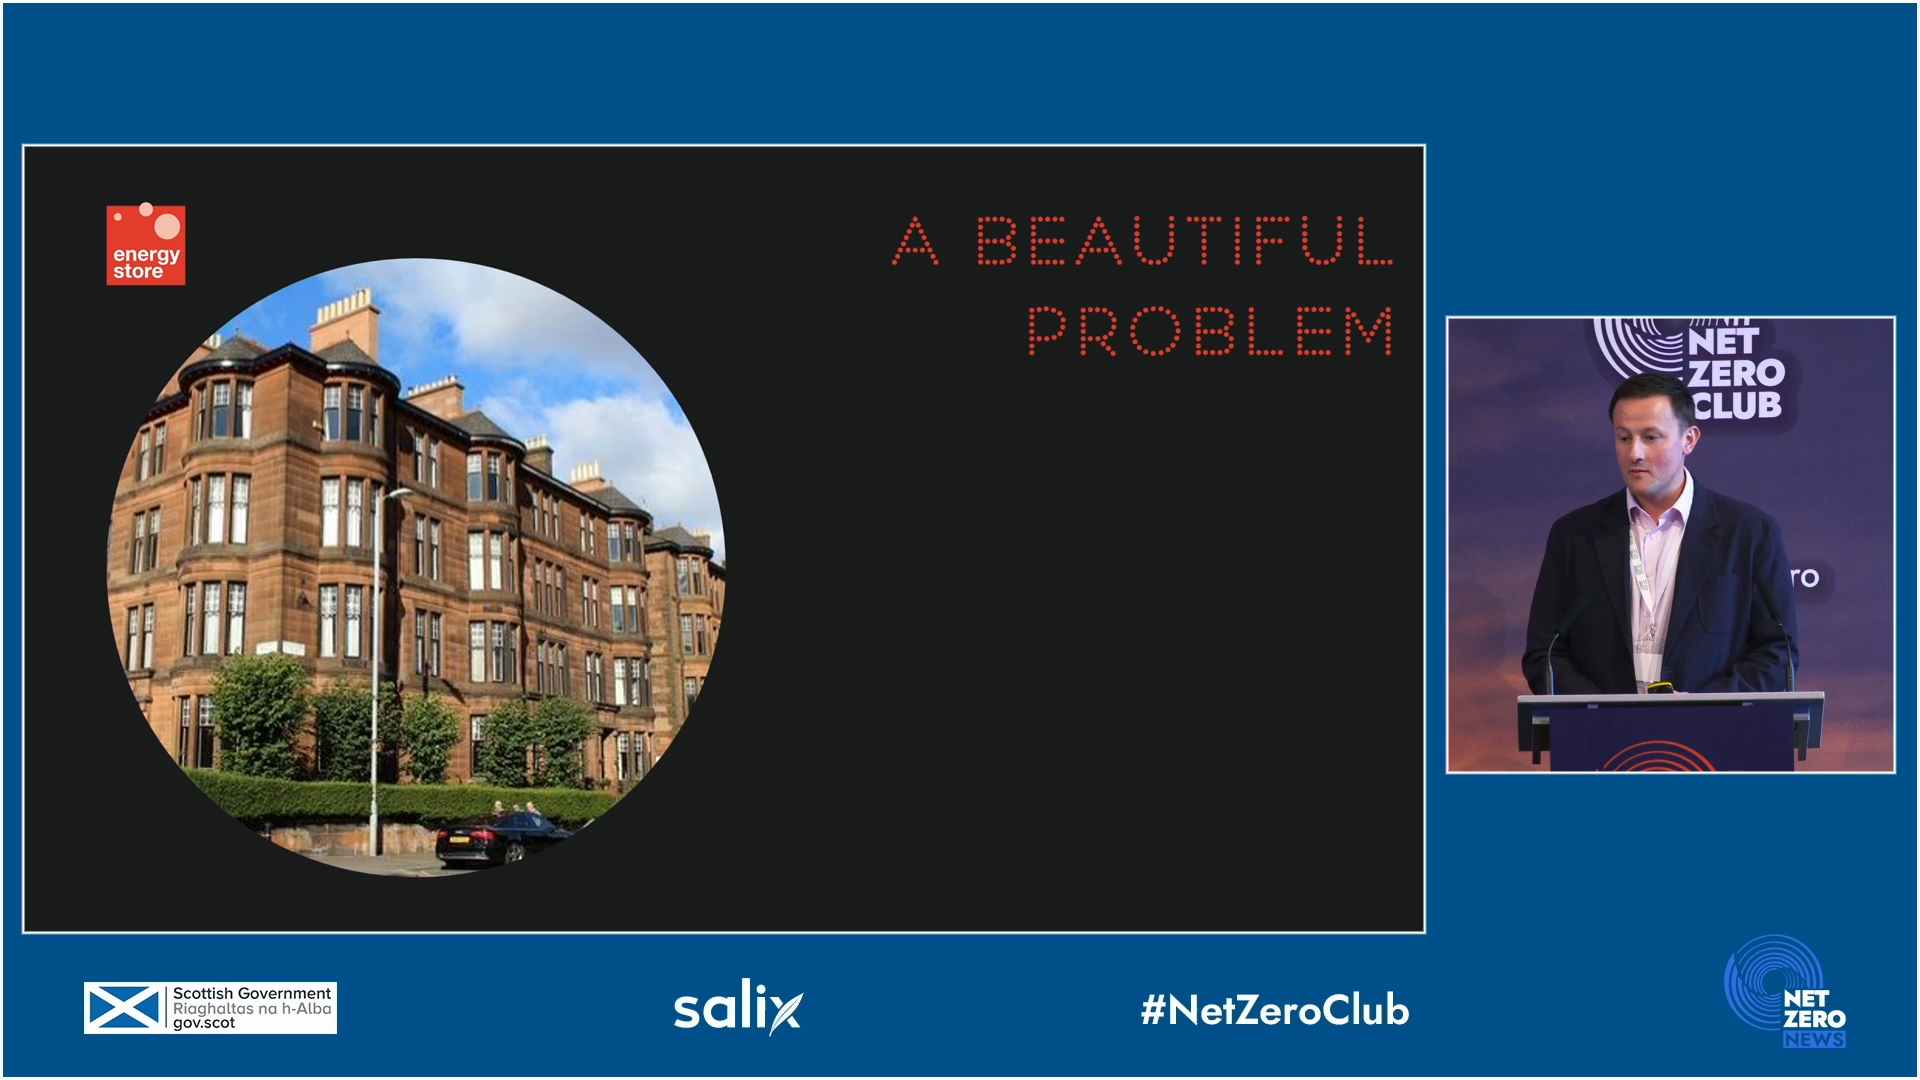 energy
store
A BEAUTIFUL
PROBLEM
NET
ZERO
CLUB
ro
Scottish Government
Riaghaltas na h-Alba
gov.scot
salix
#NetZeroClub
NET
ZERO
NEWS